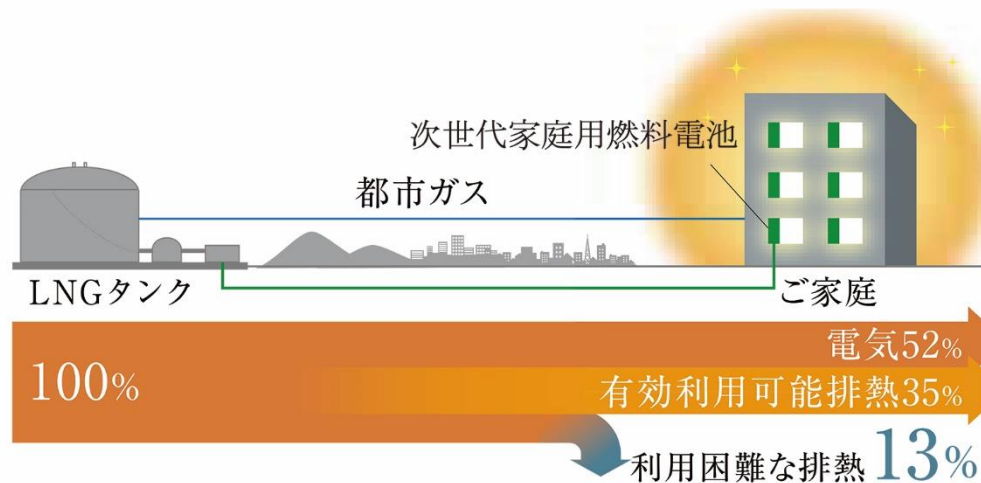 次世代家庭用燃料電池
都市ガス
LNGタンク
ご家庭
100%
電気52%
有効利用可能排熱35%
利用困難な排熱13%